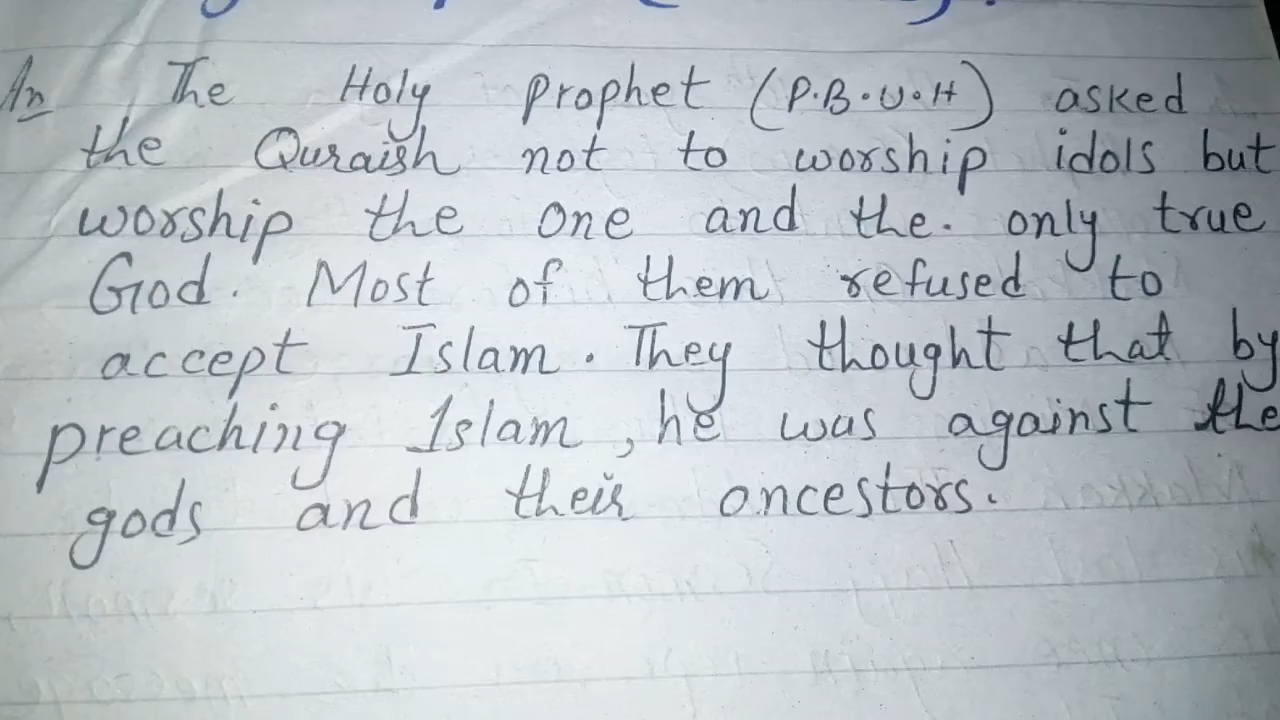 An The Holy Prophet (P.B.U.H) asked
the Quraish not to worship idols but
worship the one and the. only true
God. Most of them refused to
accept Islam. They thought that by
preaching Islam, he was against the
gods and their ancestors.